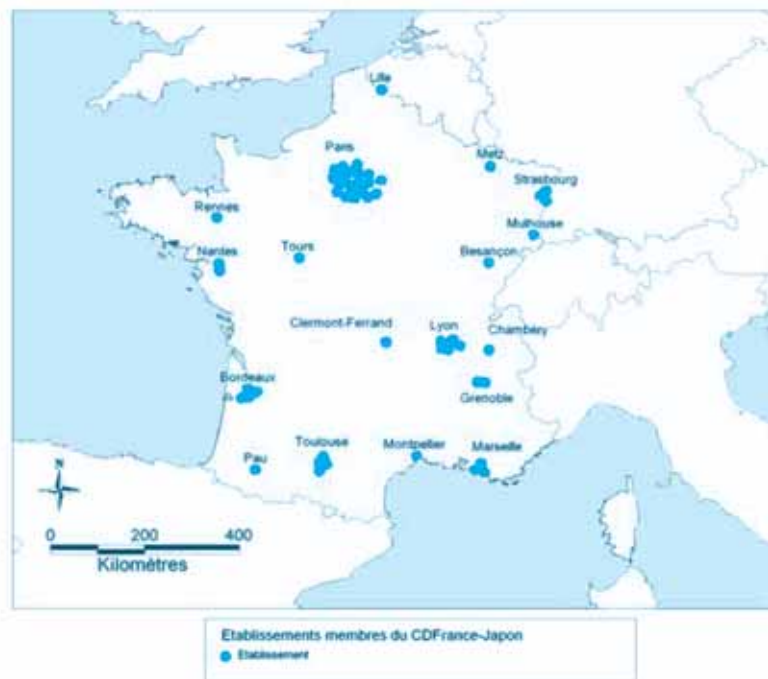 Lille
Paris
Metz
Strasbourg
Rennes
Mulhouse
Nantes
Tours
Besançon
Clermont-Ferrand
Lyon
Chambéry
Bordeaux
Grenoble
Pau
Toulouse
Montpellier
Marseille
N
0 200 400
Kilomètres
Etablissements membres du CDFrance-Japon
Etablissement